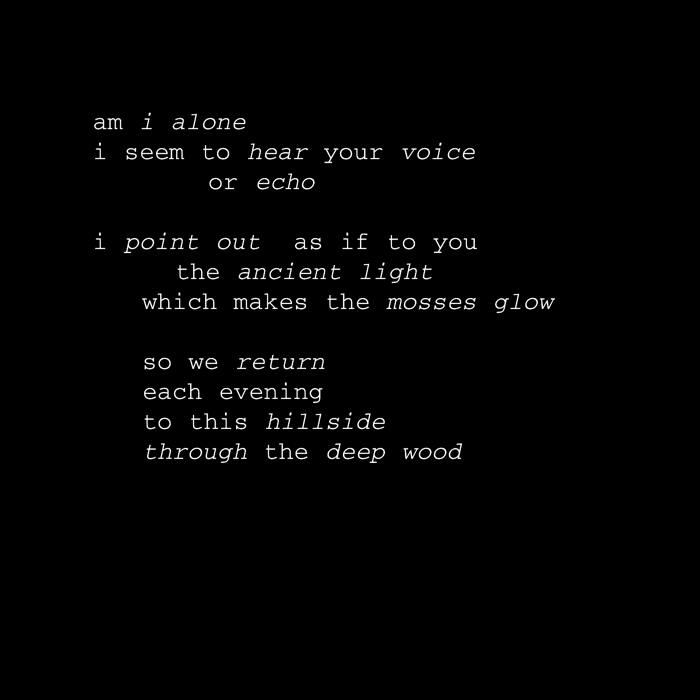 am i alone
i seem to hear your voice
or echo
i point out as if to you
the ancient light
which makes the mosses glow
so we return
each evening
to this hillside
through the deep wood